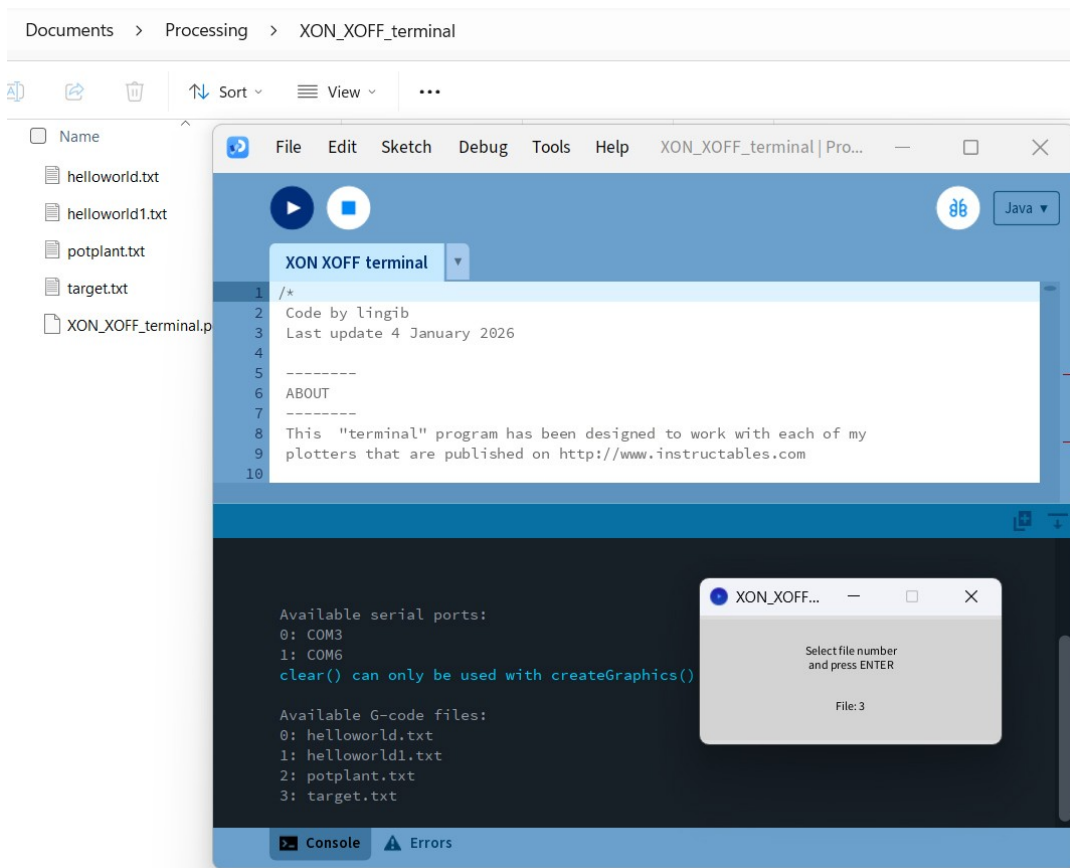 Documents > Processing > XON_XOFF_terminal
Sort View ...
Name
helloworld.txt
helloworld1.txt
potplant.txt
target.txt
XON_XOFF_terminal.p
File Edit Sketch Debug Tools Help XON_XOFF_terminal | Pro...
Java
XON XOFF terminal
1 /*
2 Code by lingib
3 Last update 4 January 2026
4
5 --------
6 ABOUT
7 --------
8 This  "terminal" program has been designed to work with each of my
9 plotters that are published on http://www.instructables.com
10
Available serial ports:
0: COM3
1: COM6
clear() can only be used with createGraphics()
Available G-code files:
0: helloworld.txt
1: helloworld1.txt
2: potplant.txt
3: target.txt
XON_XOFF...
Select file number
and press ENTER
File: 3
Console Errors